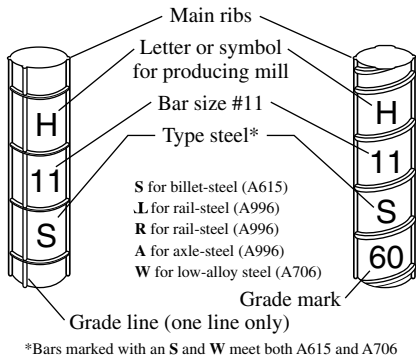 Main ribs
Letter or symbol
for producing mill
H
H
Bar size #11
11
11
Type steel*
S
S
S for billet-steel (A615)
L for rail-steel (A996)
R for rail-steel (A996)
A for axle-steel (A996)
W for low-alloy steel (A706)
60
Grade mark
Grade line (one line only)
*Bars marked with an S and W meet both A615 and A706